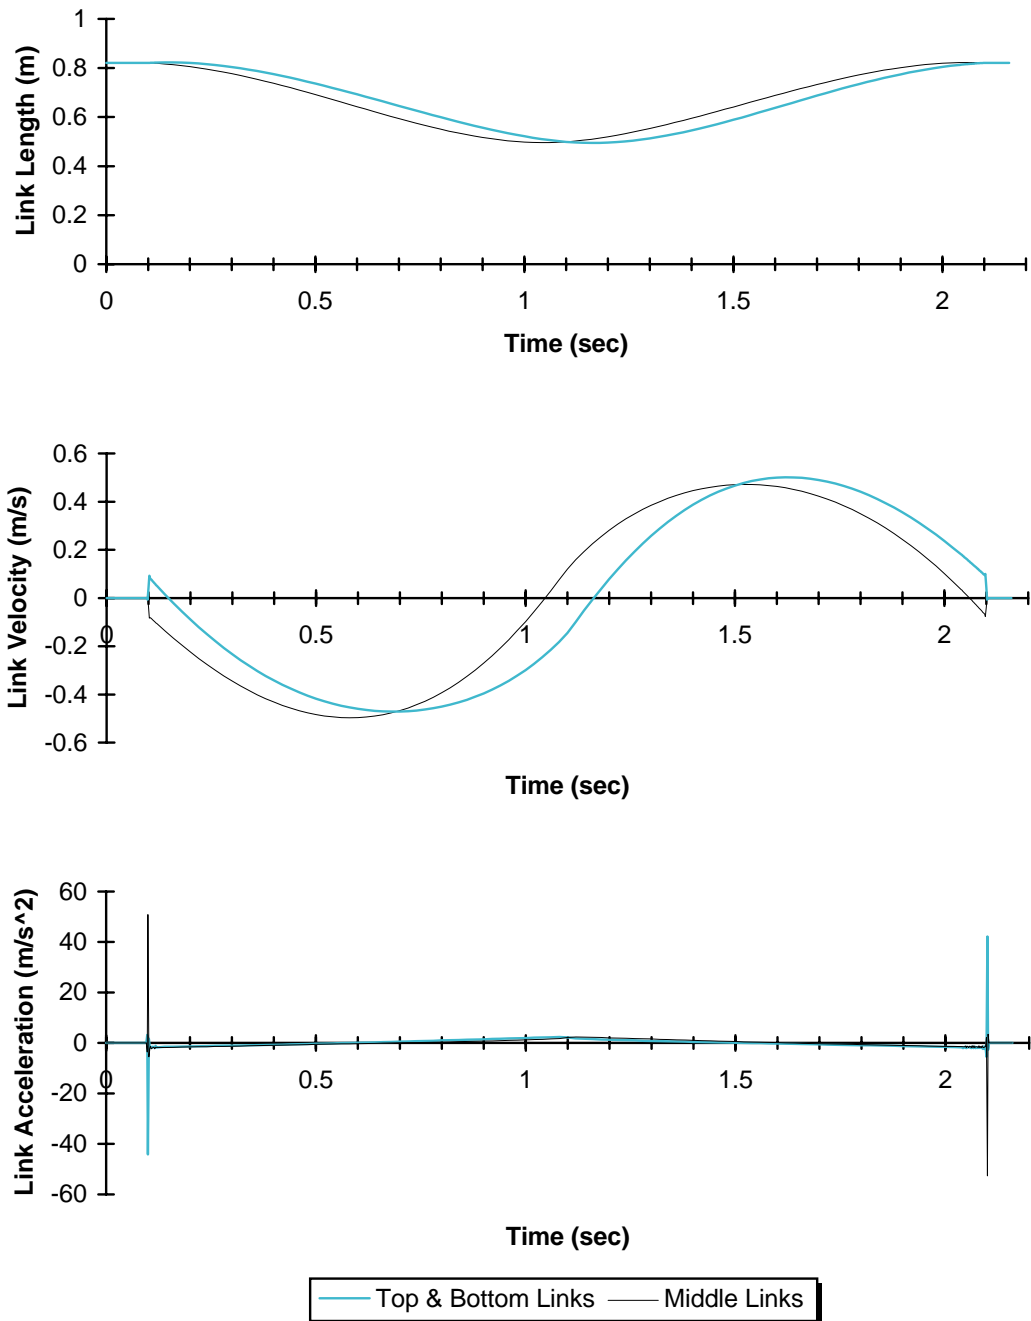 Link Length (m)
1
0.8
0.6
0.4
0.2
0
0 0.5 1 1.5 2
Time (sec)
Link Velocity (m/s)
0.6
0.4
0.2
0
-0.2
-0.4
-0.6
0 0.5 1 1.5 2
Time (sec)
Link Acceleration (m/s^2)
60
40
20
0
-20
-40
-60
0 0.5 1 1.5 2
Time (sec)
Top & Bottom Links Middle Links